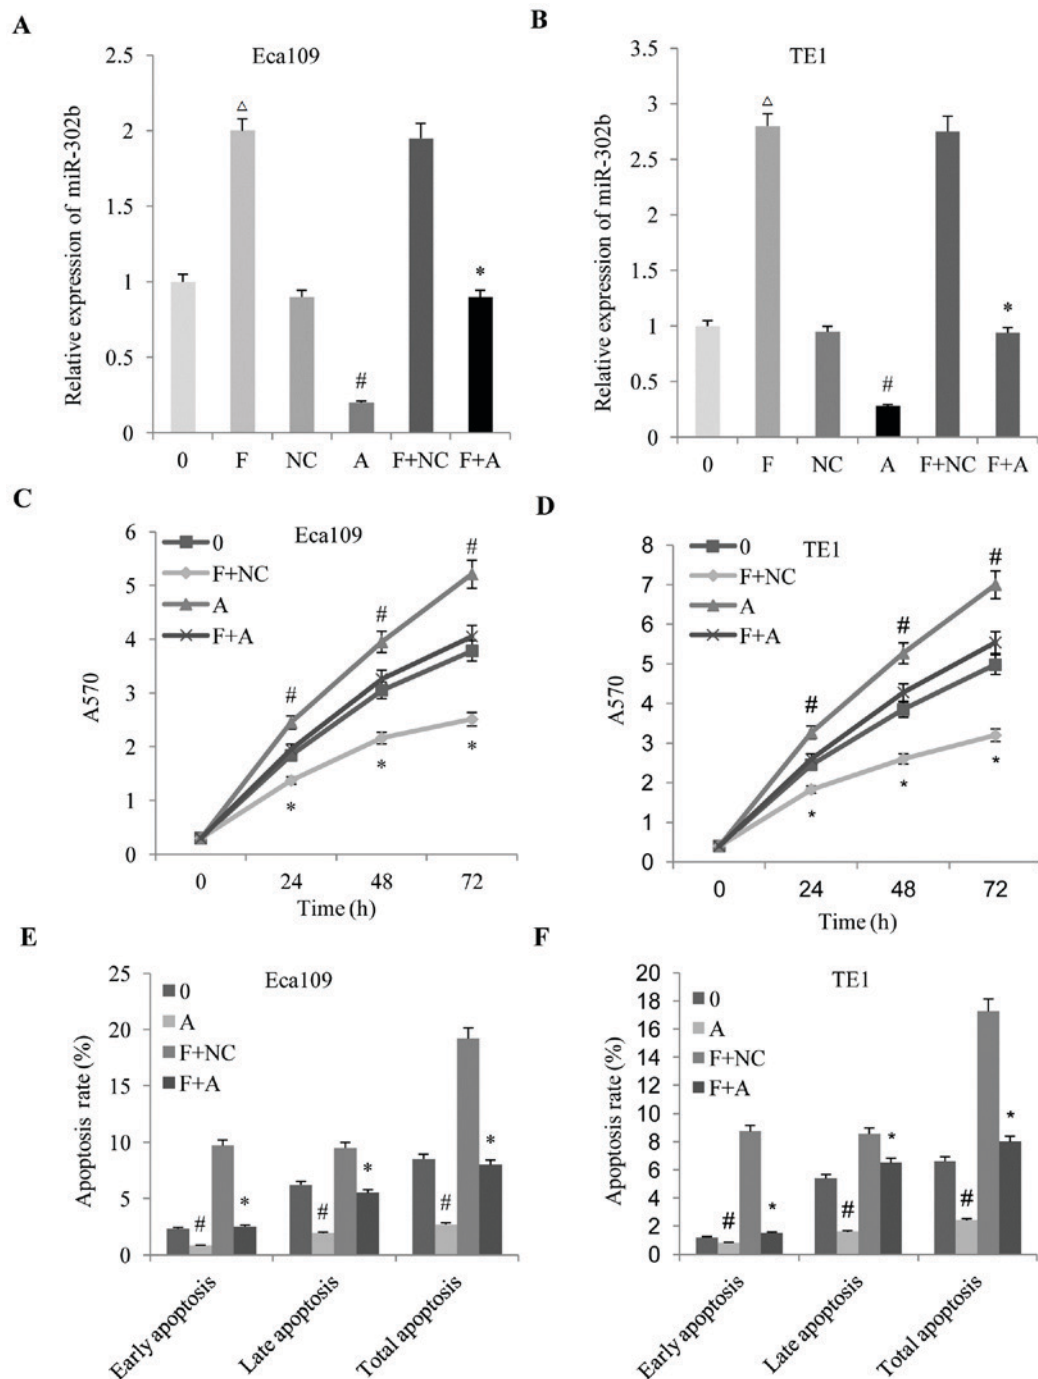 A
Eca109
Relative expression of miR-302b
2.5
2
1.5
1
0.5
0
△
#
*
0 F NC A F+NC F+A
B
TE1
Relative expression of miR-302b
3.5
3
2.5
2
1.5
1
0.5
0
△
#
*
0 F NC A F+NC F+A
C
Eca109
0
F+NC
A
F+A
A570
6
5
4
3
2
1
0
# # #
* * *
0 24 48 72
Time (h)
D
TE1
0
F+NC
A
F+A
A570
8
7
6
5
4
3
2
1
0
# # #
* * *
0 24 48 72
Time (h)
E
Eca109
0
A
F+NC
F+A
Apoptosis rate (%)
25
20
15
10
5
0
# * # * # *
Early apoptosis
Late apoptosis
Total apoptosis
F
TE1
0
A
F+NC
F+A
Apoptosis rate (%)
20
18
16
14
12
10
8
6
4
2
0
# * # * # *
Early apoptosis
Late apoptosis
Total apoptosis